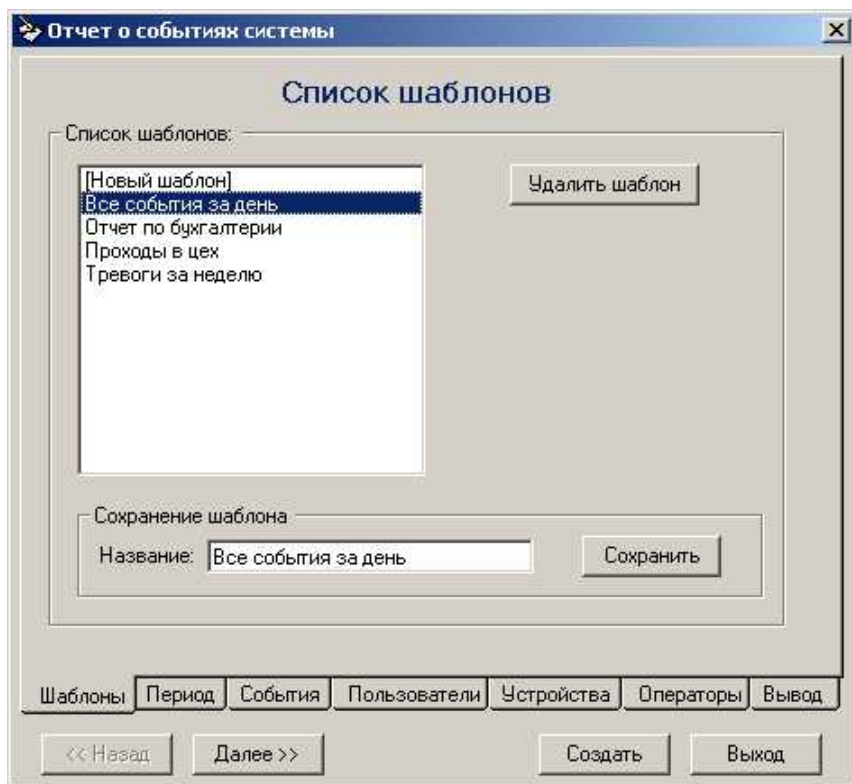 Отчет о событиях системы
Список шаблонов
Список шаблонов:
[Новый шаблон]
Все события за день
Отчет по бухгалтерии
Проходы в цех
Тревоги за неделю
Удалить шаблон
Сохранение шаблона
Название: Все события за день Сохранить
Шаблоны Период События Пользователи Устройства Операторы Вывод
<< Назад Далее >> Создать Выход